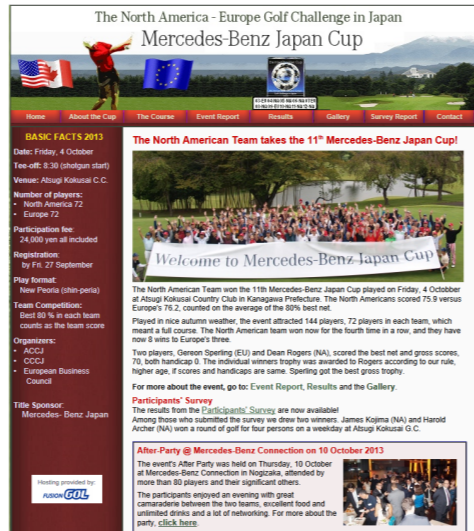 The North America - Europe Golf Challenge in Japan
Mercedes-Benz Japan Cup
Home About the Cup The Course Event Report Results Gallery Survey Report Contact
BASIC FACTS 2013
Date: Friday, 4 October
Tee-off: 8:30 (shotgun start)
Venue: Atsugi Kokusai C.C.
Number of players:
• North America 72
• Europe 72
Participation fee:
24,000 yen all included
Registration:
by Fri. 27 September
Play format:
New Peoria (shin-peria)
Team Competition:
Best 80 % in each team
counts as the team score
Organizers:
• ACCJ
• CCCJ
• European Business
Council
Title Sponsor:
Mercedes- Benz Japan
Hosting provided by:
FUSION GOL
The North American Team takes the 11th Mercedes-Benz Japan Cup!
Welcome to Mercedes-Benz Japan Cup
The North American Team won the 11th Mercedes-Benz Japan Cup played on Friday, 4 Octobber
at Atsugi Kokusai Country Club in Kanagawa Prefecture. The North Americans scored 75.9 versus
Europe's 76.2, counted on the average of the 80% best net.
Played in nice autumn weather, the event attracted 144 players, 72 players in each team, which
meant a full course. The North American team won now for the fourth time in a row, and they have
now 8 wins to Europe's three.
Two players, Gereon Sperling (EU) and Dean Rogers (NA), scored the best net and gross scores,
70, both handicap 0. The individual winners trophy was awarded to Rogers according to our rule,
higher age, if scores and handicaps are same. Sperling got the best gross trophy.
For more about the event, go to: Event Report, Results and the Gallery.
Participants' Survey
The results from the Participants' Survey are now available!
Among those who submitted the survey we drew two winners. James Kojima (NA) and Harold
Archer (NA) won a round of golf for four persons on a weekday at Atsugi Kokusai G.C.
After-Party @ Mercedes-Benz Connection on 10 October 2013
The event's After Party was held on Thursday, 10 October
at Mercedes-Benz Connection in Nogizaka, attended by
more than 80 players and their significant others.
The participants enjoyed an evening with great
camaraderie between the two teams, excellent food and
unlimited drinks and a lot of networking. For more about the
party, click here.